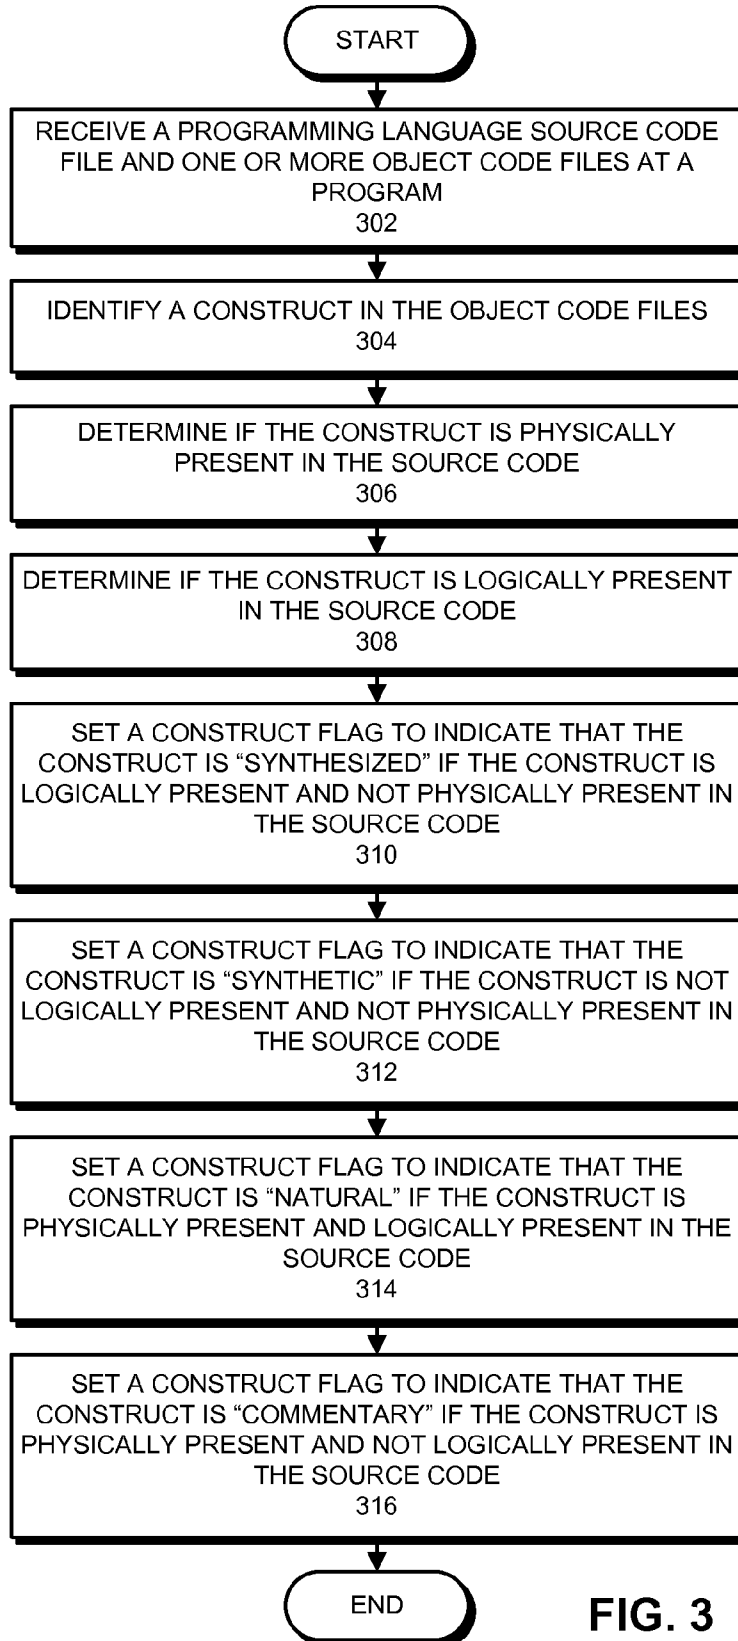 START
RECEIVE A PROGRAMMING LANGUAGE SOURCE CODE
FILE AND ONE OR MORE OBJECT CODE FILES AT A
PROGRAM
302
IDENTIFY A CONSTRUCT IN THE OBJECT CODE FILES
304
DETERMINE IF THE CONSTRUCT IS PHYSICALLY
PRESENT IN THE SOURCE CODE
306
DETERMINE IF THE CONSTRUCT IS LOGICALLY PRESENT
IN THE SOURCE CODE
308
SET A CONSTRUCT FLAG TO INDICATE THAT THE
CONSTRUCT IS “SYNTHESIZED” IF THE CONSTRUCT IS
LOGICALLY PRESENT AND NOT PHYSICALLY PRESENT IN
THE SOURCE CODE
310
SET A CONSTRUCT FLAG TO INDICATE THAT THE
CONSTRUCT IS “SYNTHETIC” IF THE CONSTRUCT IS NOT
LOGICALLY PRESENT AND NOT PHYSICALLY PRESENT IN
THE SOURCE CODE
312
SET A CONSTRUCT FLAG TO INDICATE THAT THE
CONSTRUCT IS “NATURAL” IF THE CONSTRUCT IS
PHYSICALLY PRESENT AND LOGICALLY PRESENT IN THE
SOURCE CODE
314
SET A CONSTRUCT FLAG TO INDICATE THAT THE
CONSTRUCT IS “COMMENTARY” IF THE CONSTRUCT IS
PHYSICALLY PRESENT AND NOT LOGICALLY PRESENT IN
THE SOURCE CODE
316
END
FIG. 3